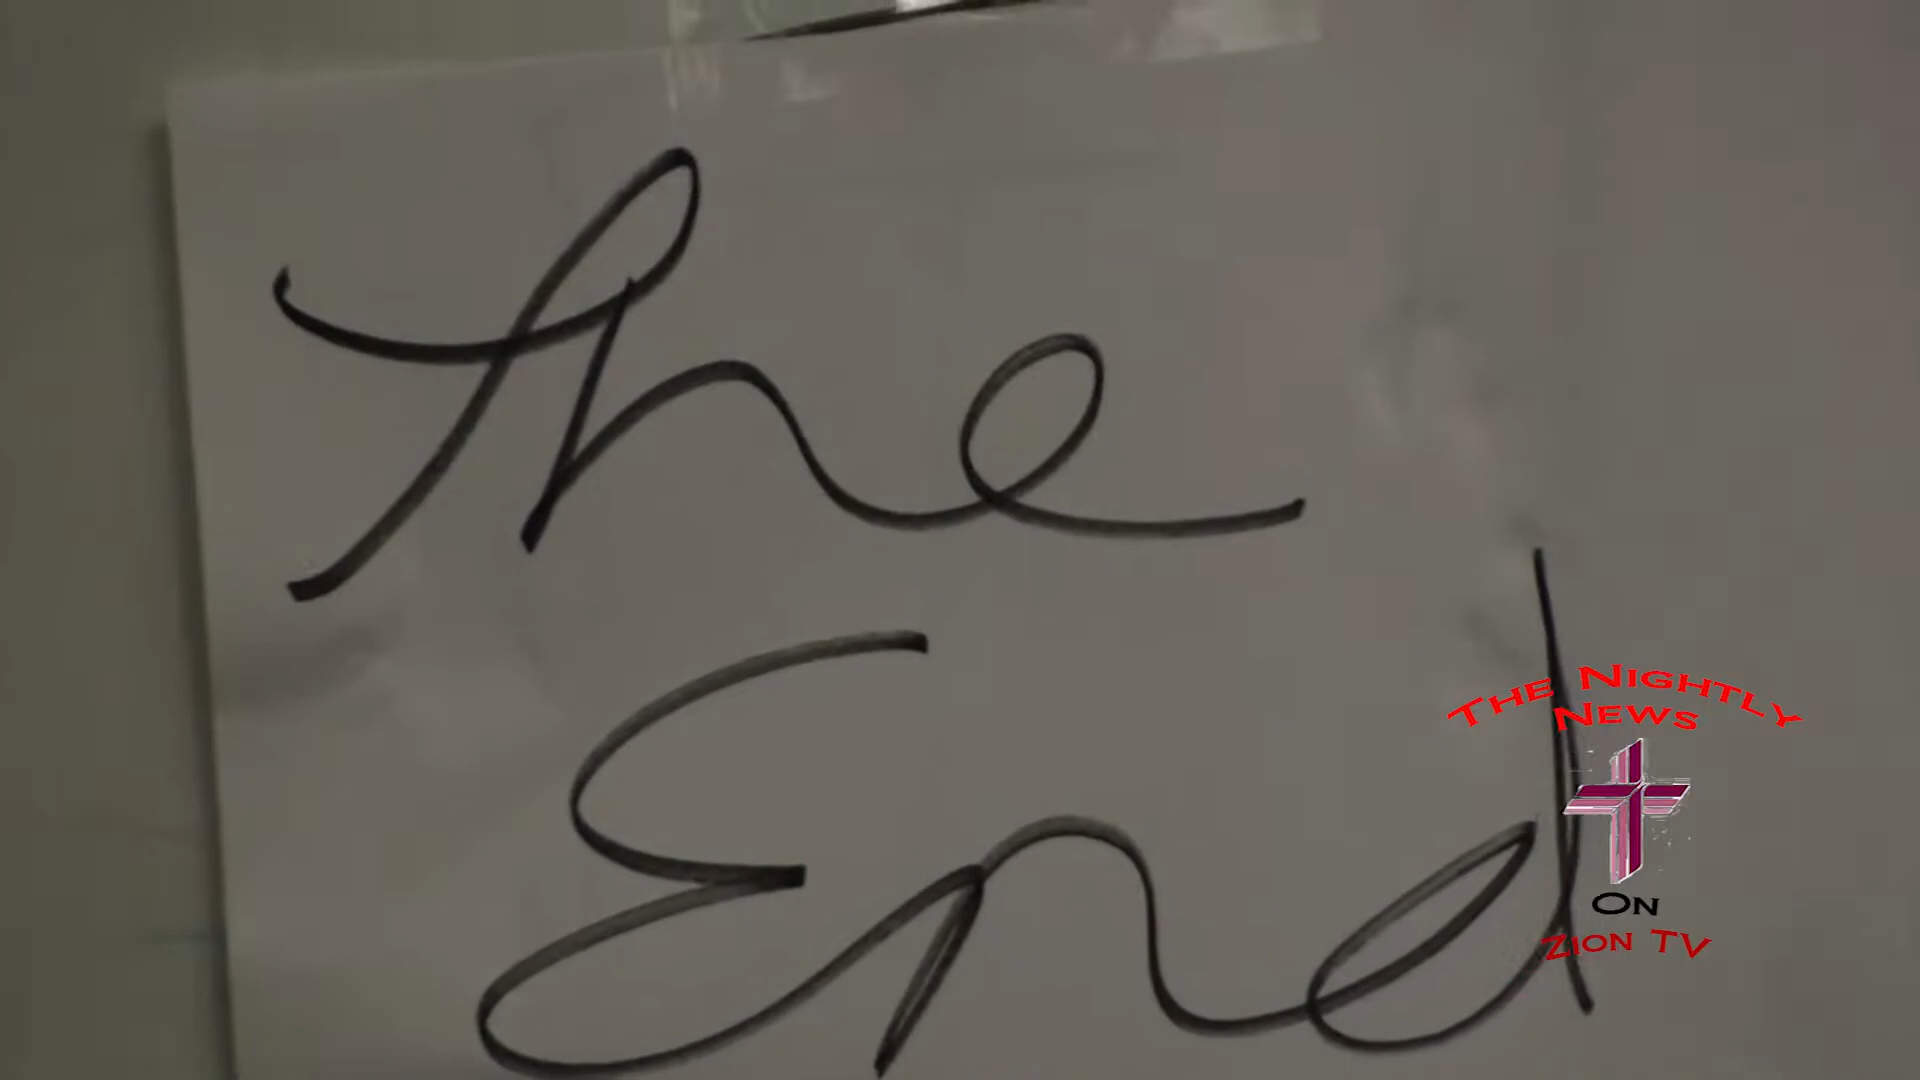 The
End
The Nightly
News
On
Zion TV